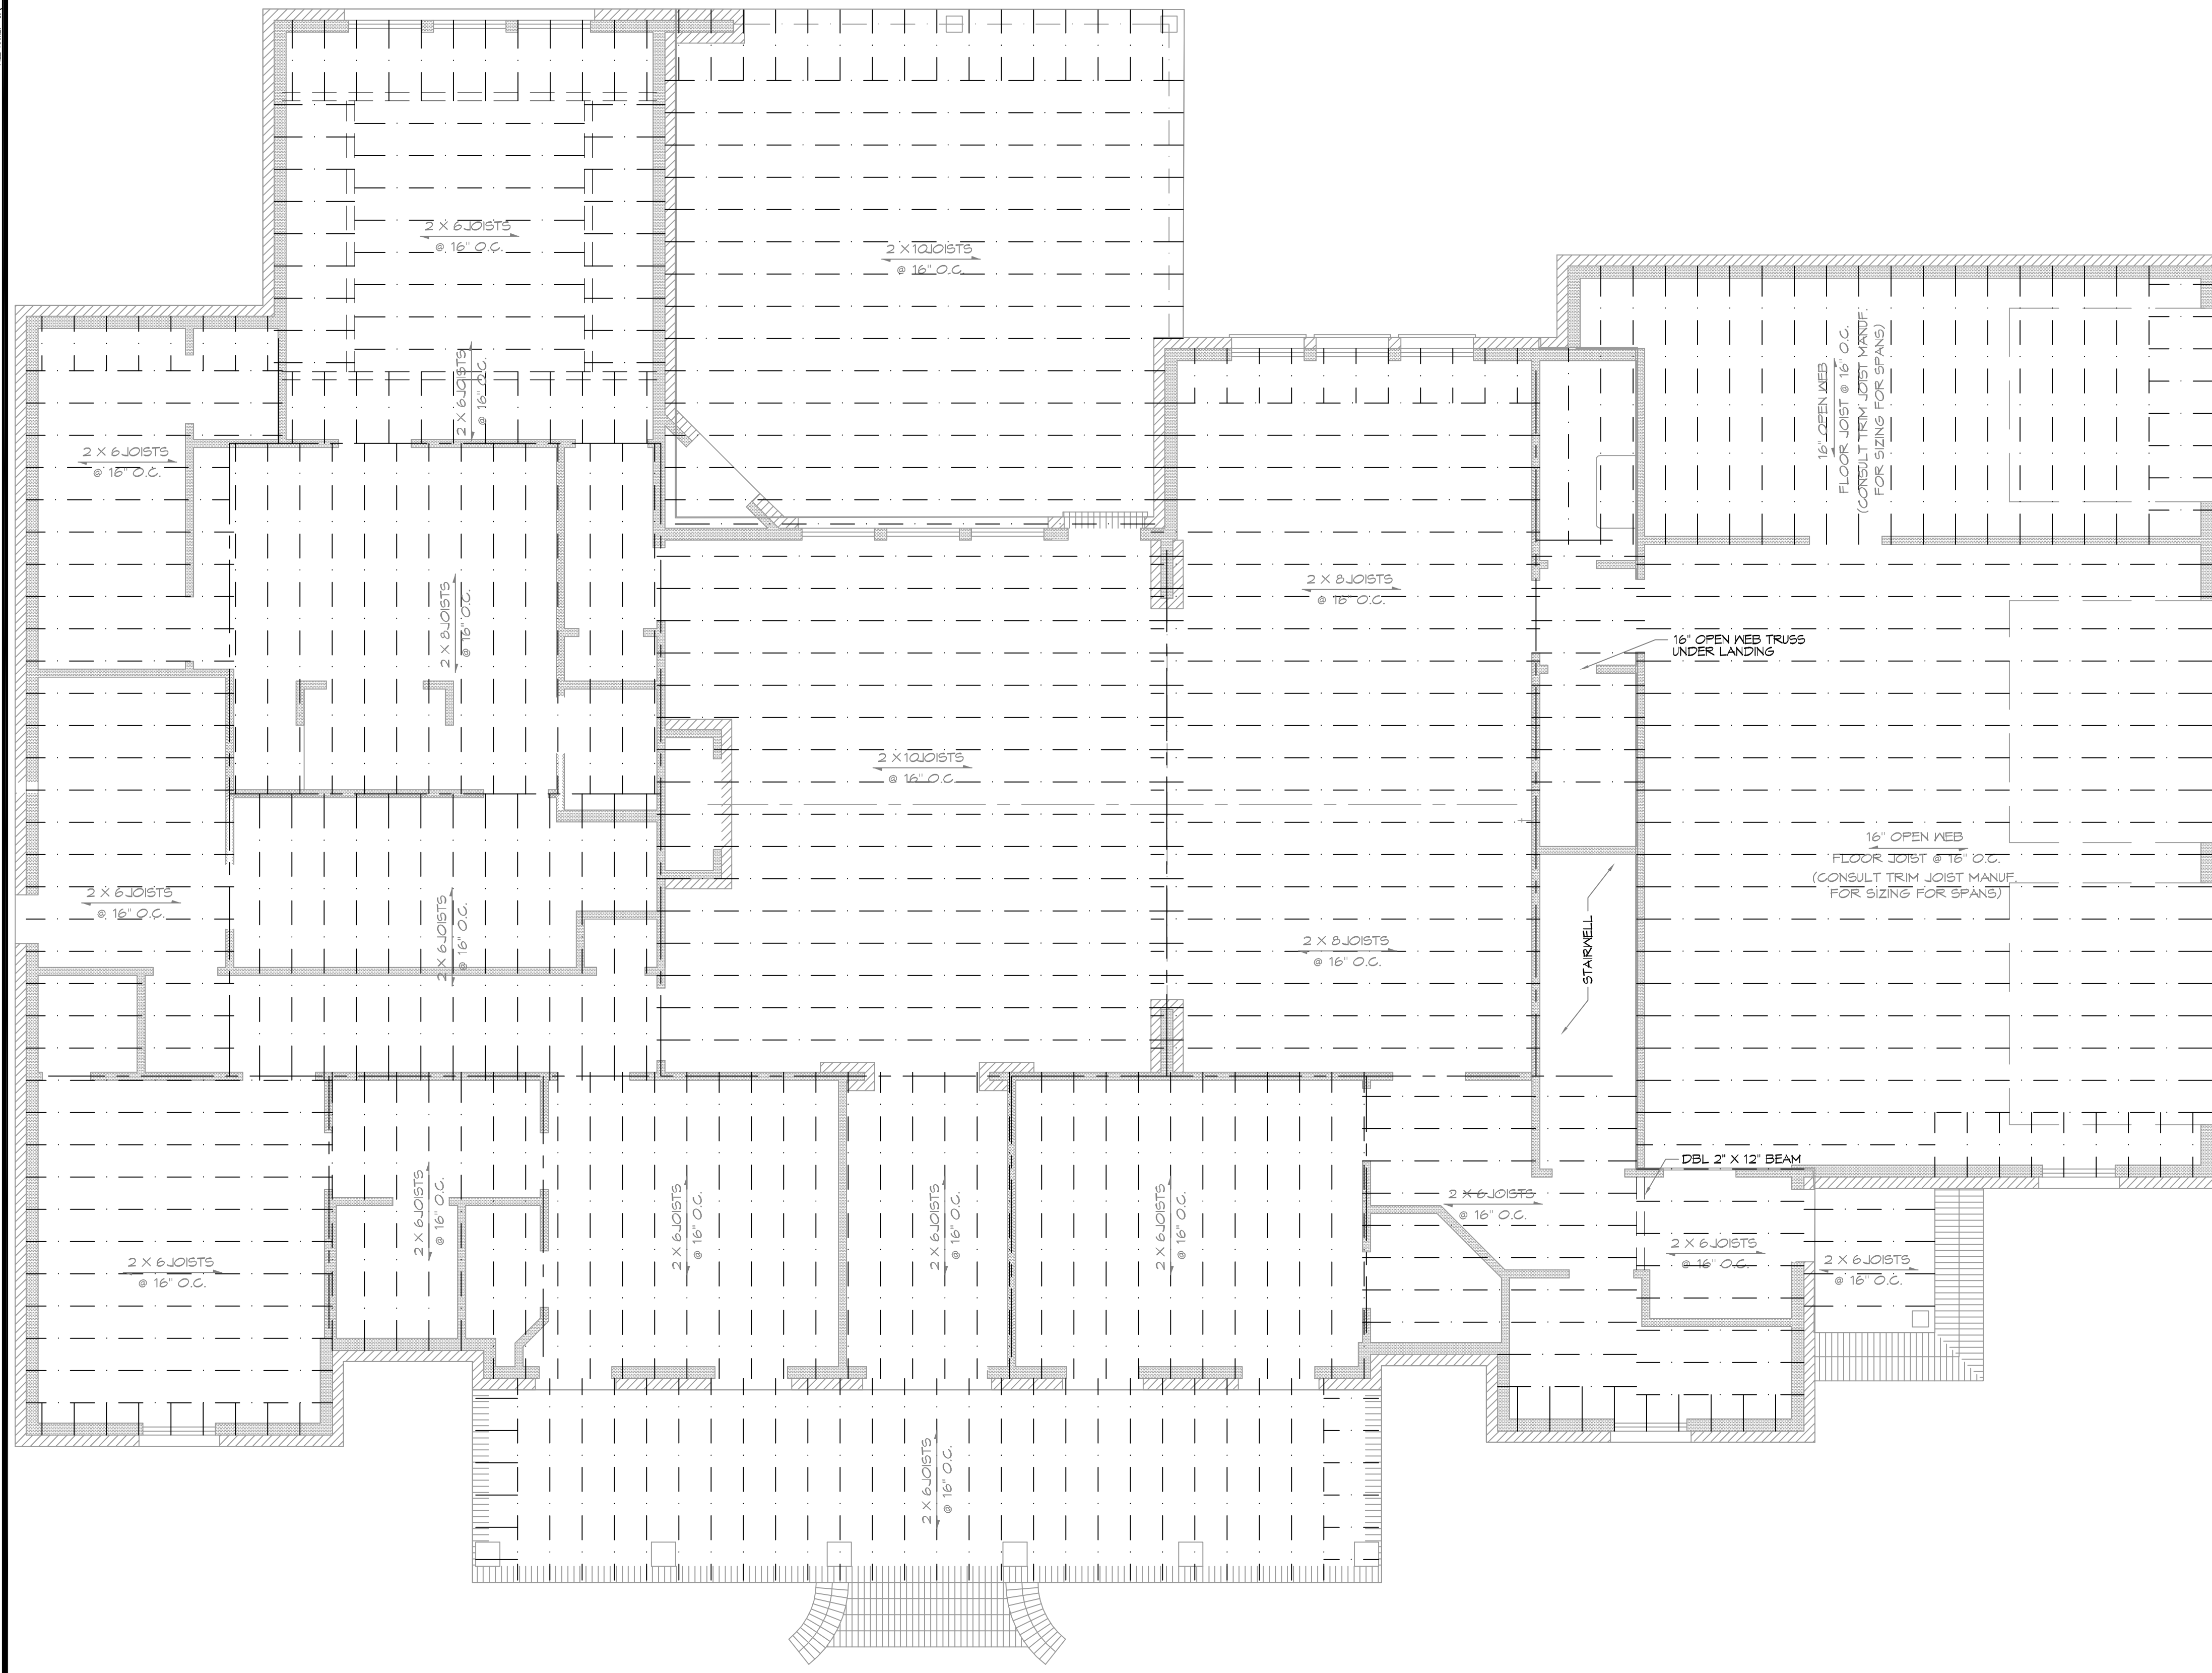 2 X 6 JOISTS
@ 16" O.C.
2 X 10 JOISTS
@ 16" O.C.
2 X 6 JOISTS
@ 16" O.C.
16" OPEN WEB
FLOOR JOIST @ 16" O.C.
(CONSULT TRIM JOIST MANUF.
FOR SIZING FOR SPANS)
2 X 6 JOISTS
@ 16" O.C.
2 X 8 JOISTS
@ 16" O.C.
2 X 8 JOISTS
@ 16" O.C.
16" OPEN WEB TRUSS
UNDER LANDING
2 X 10 JOISTS
@ 16" O.C.
16" OPEN WEB
FLOOR JOIST @ 16" O.C.
(CONSULT TRIM JOIST MANUF.
FOR SIZING FOR SPANS)
2 X 6 JOISTS
@ 16" O.C.
2 X 6 JOISTS
@ 16" O.C.
2 X 8 JOISTS
@ 16" O.C.
STAIRWELL
DBL 2" X 12" BEAM
2 X 6 JOISTS
@ 16" O.C.
2 X 6 JOISTS
@ 16" O.C.
2 X 6 JOISTS
@ 16" O.C.
2 X 6 JOISTS
@ 16" O.C.
2 X 6 JOISTS
@ 16" O.C.
2 X 6 JOISTS
@ 16" O.C.
2 X 6 JOISTS
@ 16" O.C.
2 X 6 JOISTS
@ 16" O.C.
2 X 6 JOISTS
@ 16" O.C.